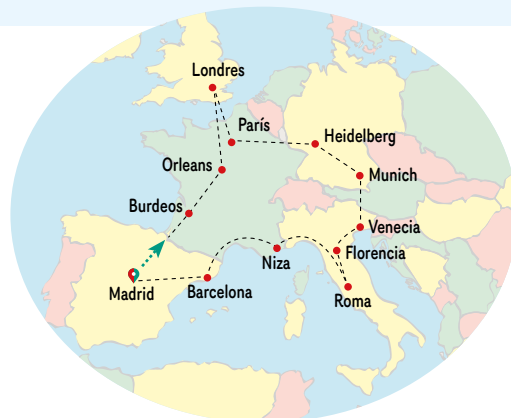 Londres
París
Heidelberg
Orleans
Munich
Burdeos
Venecia
Florencia
Niza
Madrid
Barcelona
Roma